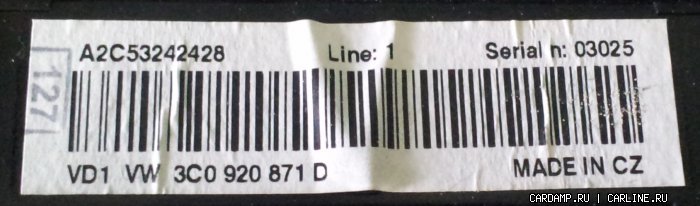 A2C53242428 Line: 1 Serial n: 03025
127
VD1 VW 3C0 920 871 D MADE IN CZ
CARDAMP.RU | CARLINE.RU